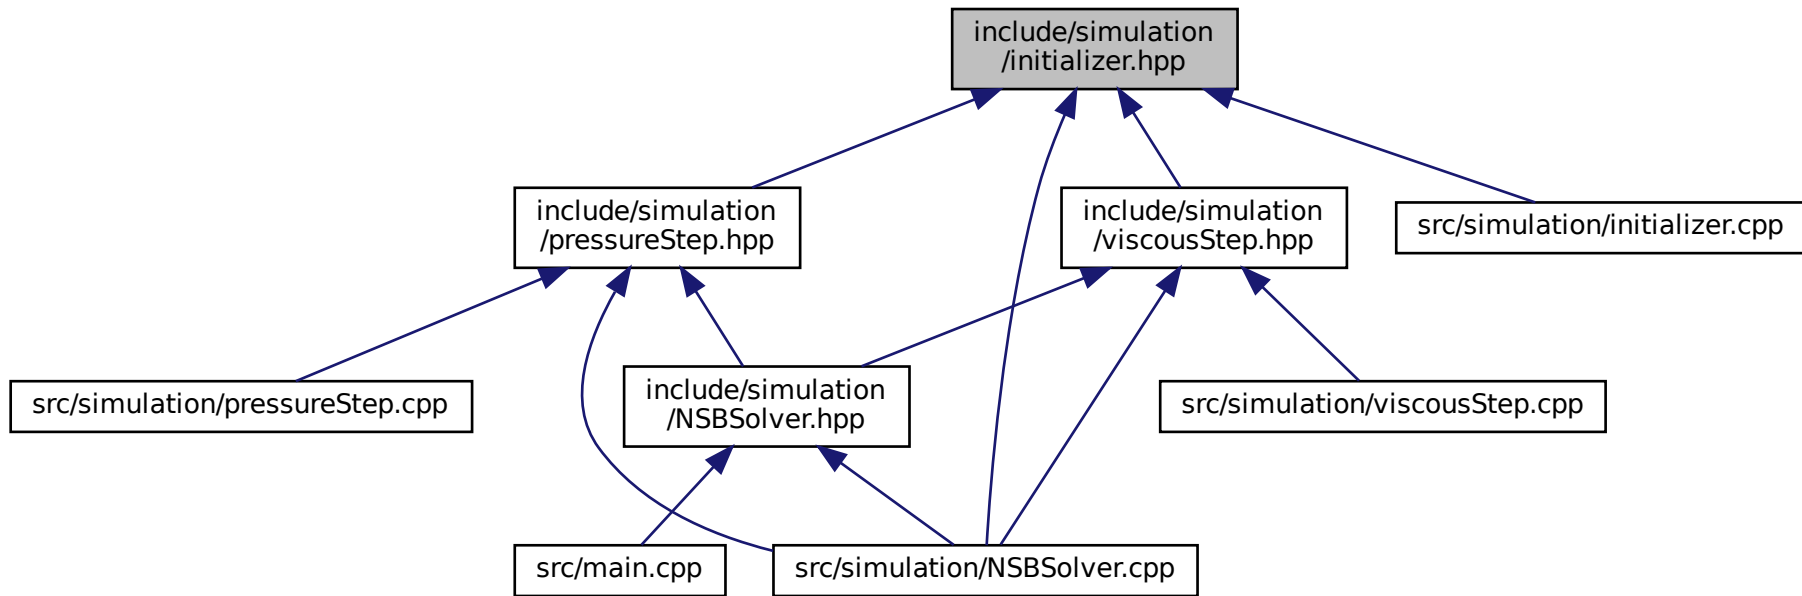 include/simulation
/initializer.hpp
include/simulation
/pressureStep.hpp
include/simulation
/viscousStep.hpp
src/simulation/initializer.cpp
src/simulation/pressureStep.cpp
include/simulation
/NSBSolver.hpp
src/simulation/viscousStep.cpp
src/main.cpp
src/simulation/NSBSolver.cpp